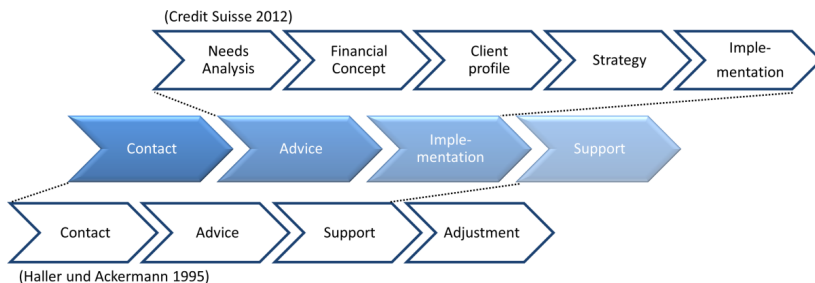 (Credit Suisse 2012)
Needs
Analysis
Financial
Concept
Client
profile
Strategy
Imple-
mentation
Contact
Advice
Imple-
mentation
Support
Contact
Advice
Support
Adjustment
(Haller und Ackermann 1995)